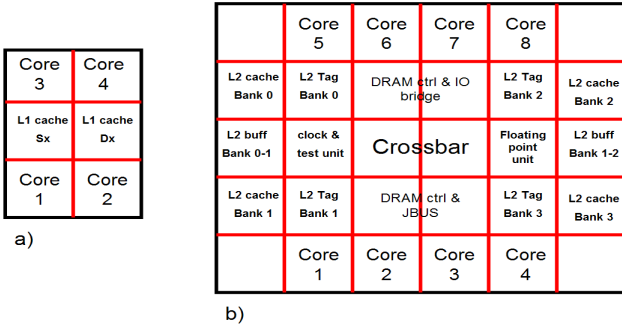 Core
3
Core
4
L1 cache
Sx
L1 cache
Dx
Core
1
Core
2
a)
Core
5
Core
6
Core
7
Core
8
L2 cache
Bank 0
L2 Tag
Bank 0
DRAM ctrl & IO
bridge
L2 Tag
Bank 2
L2 cache
Bank 2
L2 buff
Bank 0-1
clock &
test unit
Crossbar
Floating
point
unit
L2 buff
Bank 1-2
L2 cache
Bank 1
L2 Tag
Bank 1
DRAM ctrl &
JBUS
L2 Tag
Bank 3
L2 cache
Bank 3
Core
1
Core
2
Core
3
Core
4
b)